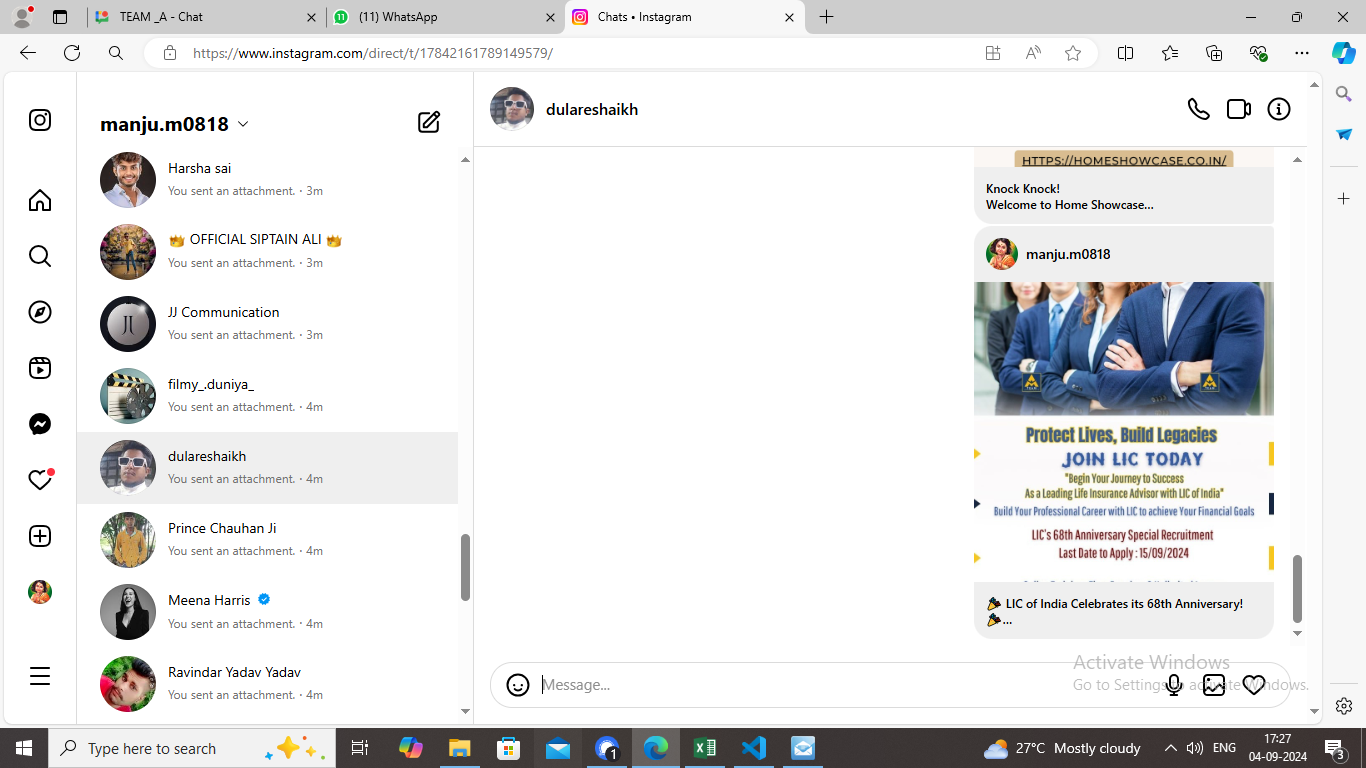 TEAM _A - Chat
(11) WhatsApp
Chats • Instagram
https://www.instagram.com/direct/t/17842161789149579/
manju.m0818
Harsha sai
You sent an attachment. · 3m
👑 OFFICIAL SIPTAIN ALI 👑
You sent an attachment. · 3m
JJ Communication
You sent an attachment. · 3m
filmy_.duniya_
You sent an attachment. · 4m
dulareshaikh
You sent an attachment. · 4m
Prince Chauhan Ji
You sent an attachment. · 4m
Meena Harris
You sent an attachment. · 4m
Ravindar Yadav Yadav
You sent an attachment. · 4m
dulareshaikh
HTTPS://HOMESHOWCASE.CO.IN/
Knock Knock!
Welcome to Home Showcase...
manju.m0818
Protect Lives, Build Legacies
JOIN LIC TODAY
"Begin Your Journey to Success
As a Leading Life Insurance Advisor with LIC of India"
Build Your Professional Career with LIC to achieve Your Financial Goals
LIC's 68th Anniversary Special Recruitment
Last Date to Apply : 15/09/2024
🎉 LIC of India Celebrates its 68th Anniversary!
🎉...
Message...
Activate Windows
Go to Settings to activate Windows.
Type here to search
1
27°C Mostly cloudy
ENG
17:27
04-09-2024
3